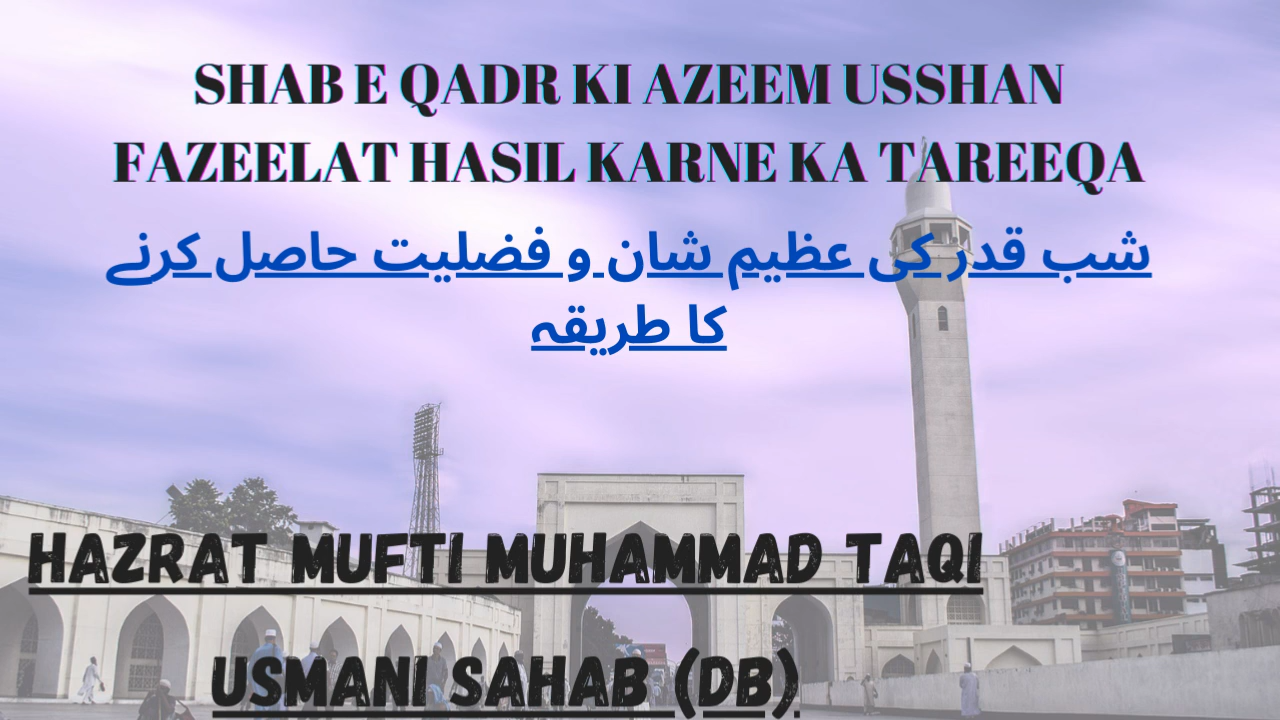 SHAB E QADR KI AZEEM USSHAN
FAZEELAT HASIL KARNE KA TAREEQA
شب قدر کی عظیم شان و فضلیت حاصل کرنے
کا طریقہ
HAZRAT MUFTI MUHAMMAD TAQI
USMANI SAHAB (DB)